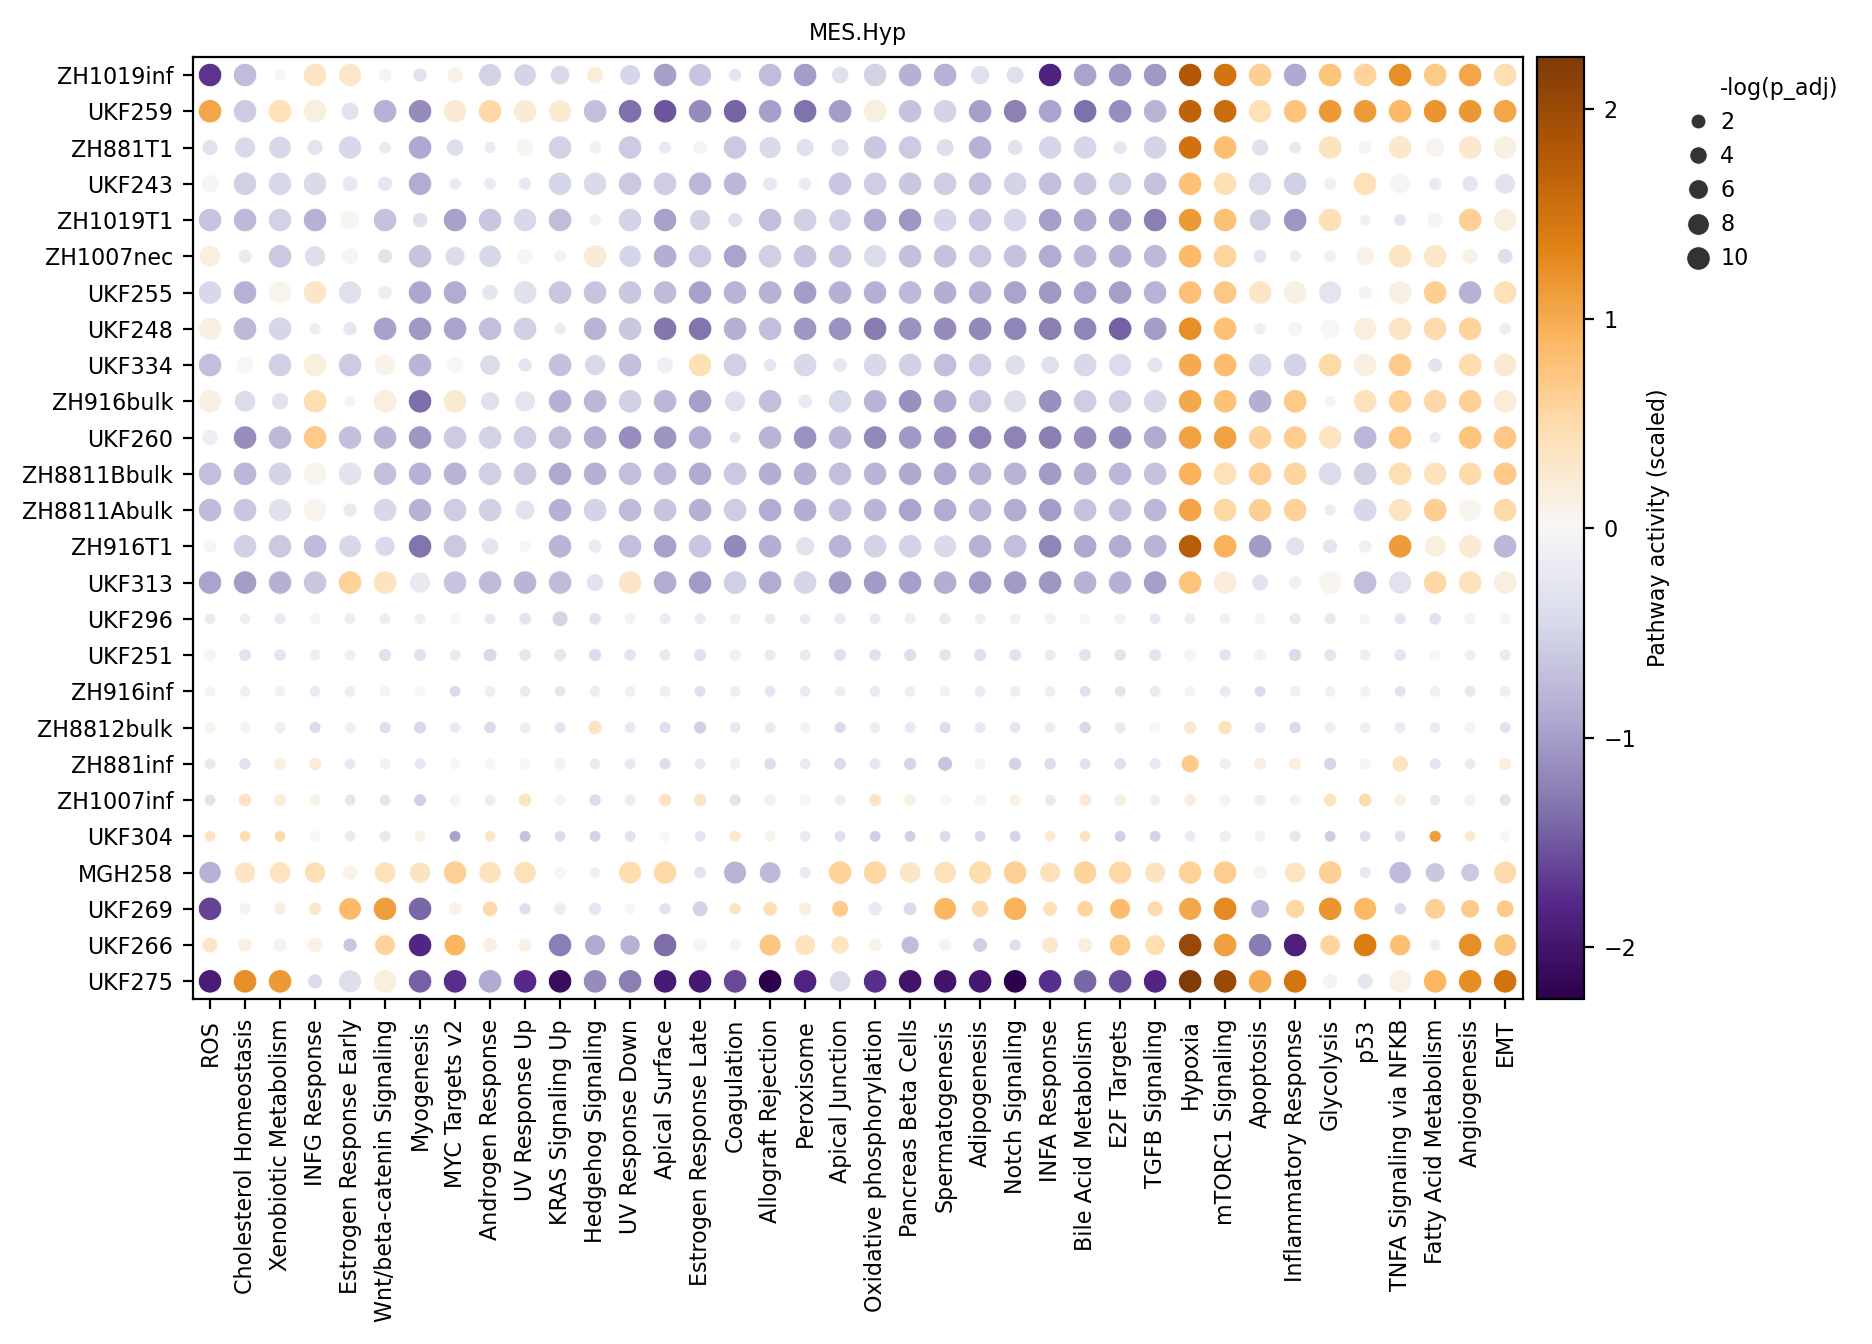 MES.Hyp
ZH1019inf
UKF259
ZH881T1
UKF243
ZH1019T1
ZH1007nec
UKF255
UKF248
UKF334
ZH916bulk
UKF260
ZH8811Bbulk
ZH8811Abulk
ZH916T1
UKF313
UKF296
UKF251
ZH916inf
ZH8812bulk
ZH881inf
ZH1007inf
UKF304
MGH258
UKF269
UKF266
UKF275
ROS
Cholesterol Homeostasis
Xenobiotic Metabolism
INFG Response
Estrogen Response Early
Wnt/beta-catenin Signaling
Myogenesis
MYC Targets v2
Androgen Response
UV Response Up
KRAS Signaling Up
Hedgehog Signaling
UV Response Down
Apical Surface
Estrogen Response Late
Coagulation
Allograft Rejection
Peroxisome
Apical Junction
Oxidative phosphorylation
Pancreas Beta Cells
Spermatogenesis
Adipogenesis
Notch Signaling
INFA Response
Bile Acid Metabolism
E2F Targets
TGFB Signaling
Hypoxia
mTORC1 Signaling
Apoptosis
Inflammatory Response
Glycolysis
p53
TNFA Signaling via NFKB
Fatty Acid Metabolism
Angiogenesis
EMT
2
1
0
−1
−2
Pathway activity (scaled)
-log(p_adj)
2
4
6
8
10